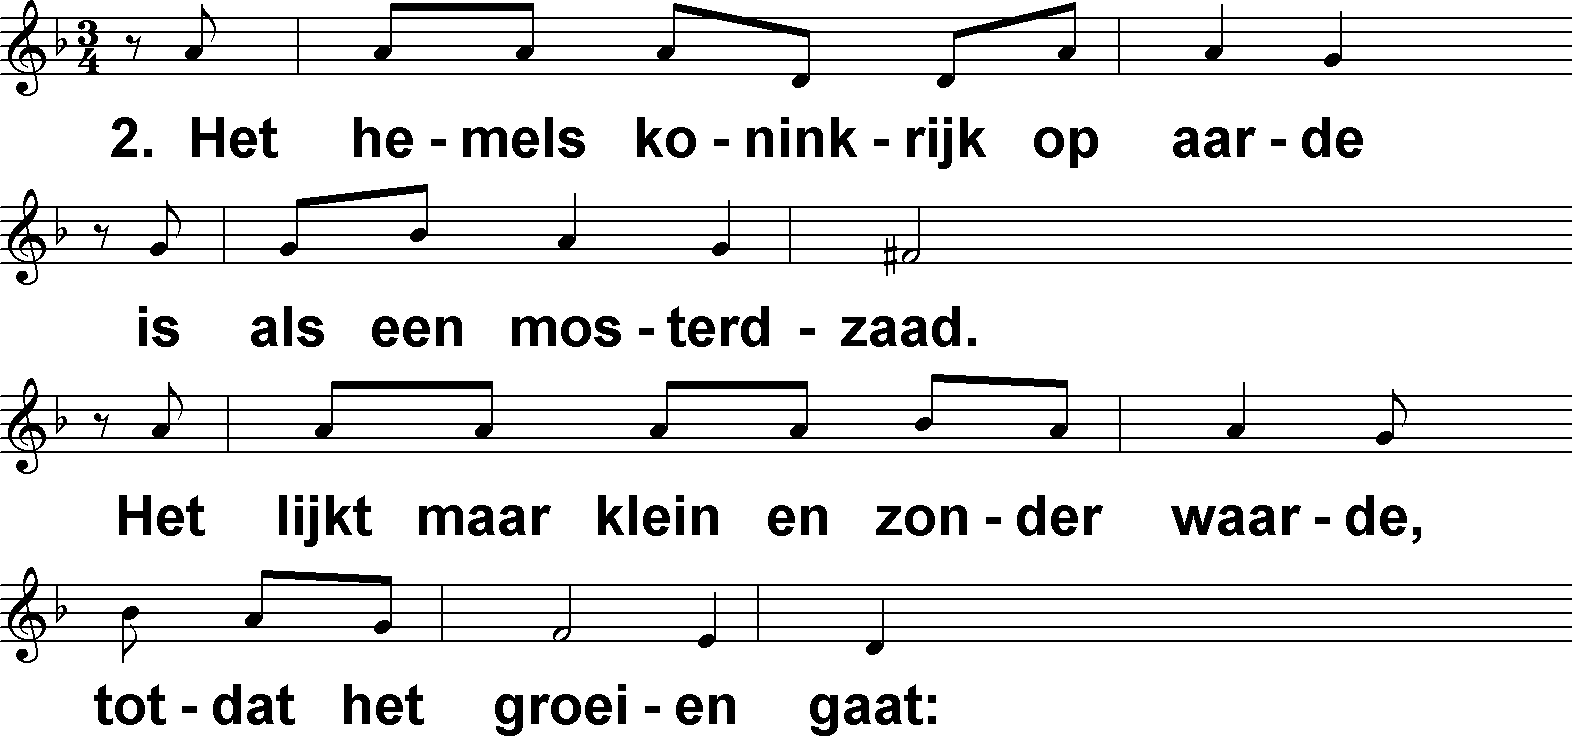 2. Het he - mels ko - nink - rijk op aar - de
is als een mos - terd - zaad.
Het lijkt maar klein en zon - der waar - de,
tot - dat het groei - en gaat: